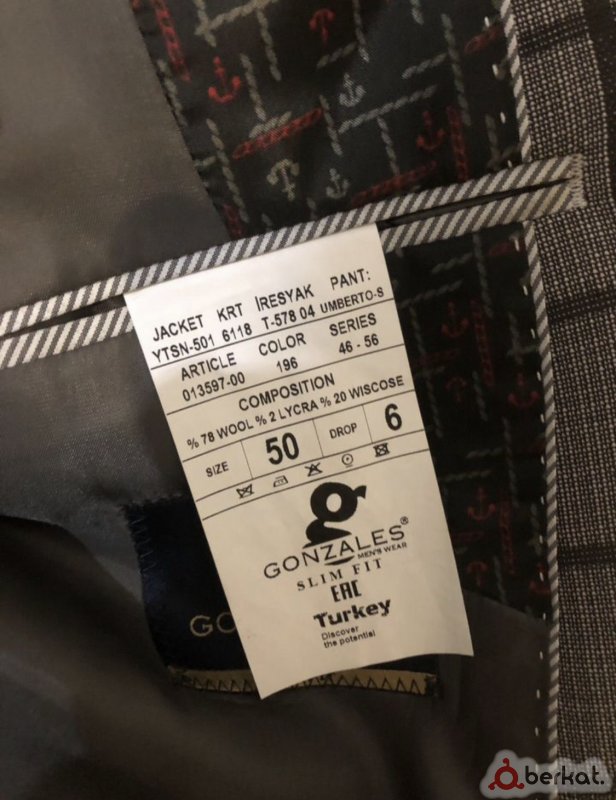 JACKET KRT İRESYAK PANT:
YTSN-501 6118 T-578 04 UMBERTO-S
ARTICLE COLOR SERIES
013597-00 196 46 - 56
COMPOSITION
% 78 WOOL % 2 LYCRA % 20 WISCOSE
SIZE 50 DROP 6
g
GONZALES®
MEN'S WEAR
SLIM FIT
EAC
Turkey
Discover
the potential
GO
berkat.